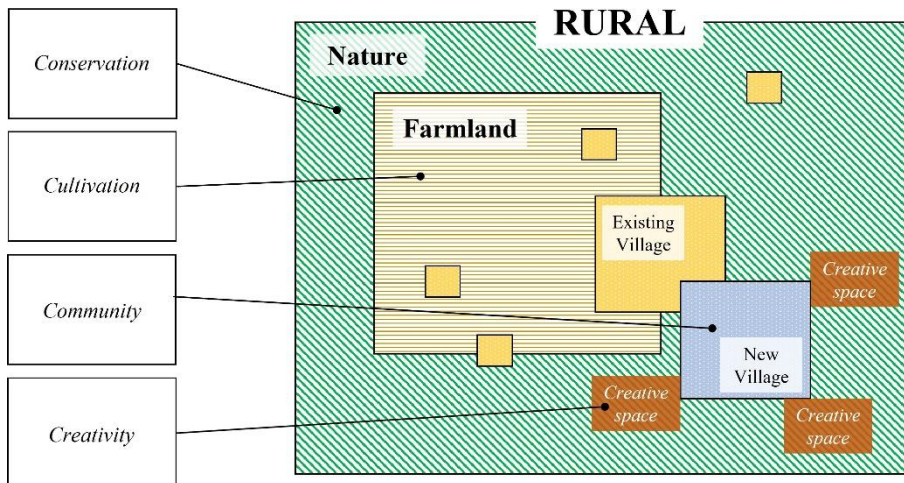 RURAL
Conservation
Nature
Farmland
Cultivation
Existing
Village
Creative
space
Community
New
Village
Creative
space
Creative
space
Creativity